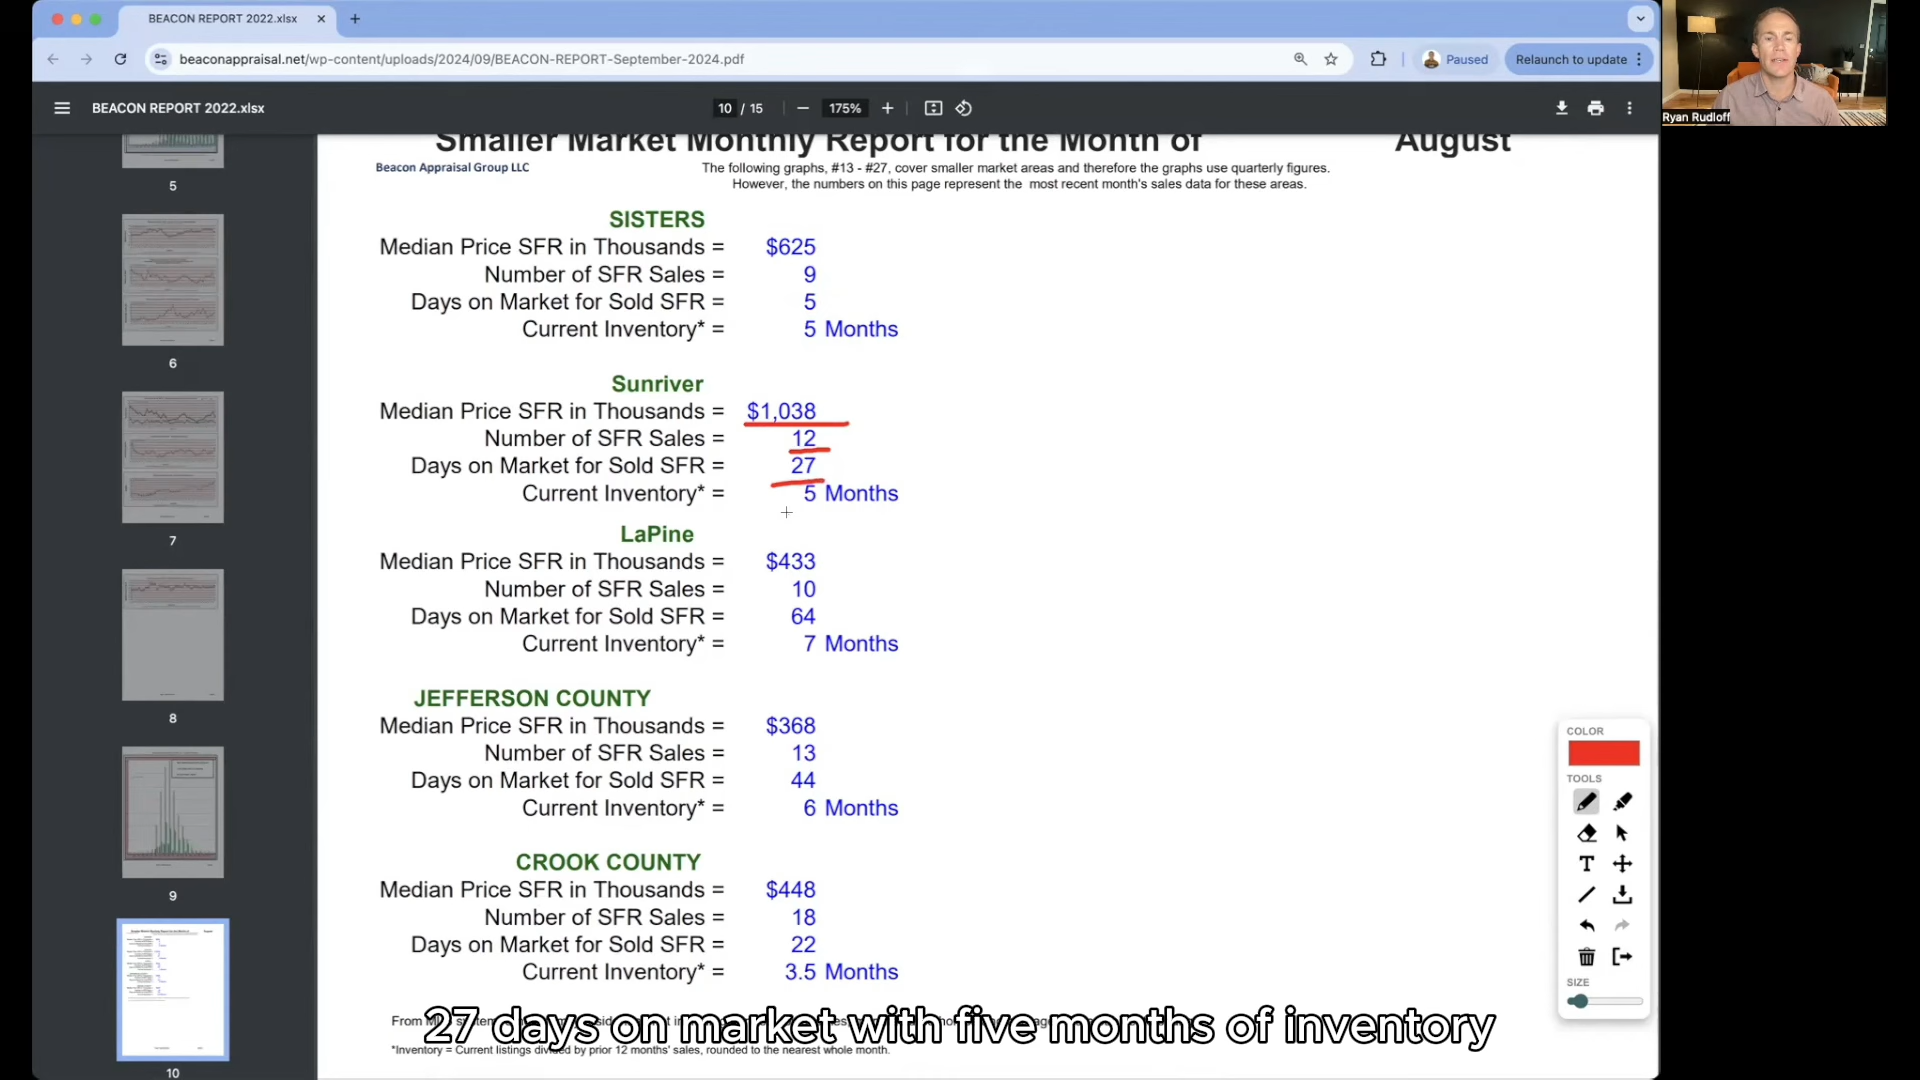 BEACON REPORT 2022.xlsx
beaconappraisal.net/wp-content/uploads/2024/09/BEACON-REPORT-September-2024.pdf
Paused
Relaunch to update
Ryan Rudloff
BEACON REPORT 2022.xlsx
10 / 15
175%
5
6
7
8
9
10
Smaller Market Monthly Report for the Month of August
Beacon Appraisal Group LLC
The following graphs, #13 - #27, cover smaller market areas and therefore the graphs use quarterly figures.
However, the numbers on this page represent the most recent month's sales data for these areas.
SISTERS
Median Price SFR in Thousands = $625
Number of SFR Sales = 9
Days on Market for Sold SFR = 5
Current Inventory* = 5 Months
Sunriver
Median Price SFR in Thousands = $1,038
Number of SFR Sales = 12
Days on Market for Sold SFR = 27
Current Inventory* = 5 Months
LaPine
Median Price SFR in Thousands = $433
Number of SFR Sales = 10
Days on Market for Sold SFR = 64
Current Inventory* = 7 Months
JEFFERSON COUNTY
Median Price SFR in Thousands = $368
Number of SFR Sales = 13
Days on Market for Sold SFR = 44
Current Inventory* = 6 Months
CROOK COUNTY
Median Price SFR in Thousands = $448
Number of SFR Sales = 18
Days on Market for Sold SFR = 22
Current Inventory* = 3.5 Months
From
27 days on market with five months of inventory
*Inventory = Current listings divided by prior 12 months' sales, rounded to the nearest whole month.
COLOR
TOOLS
T
SIZE